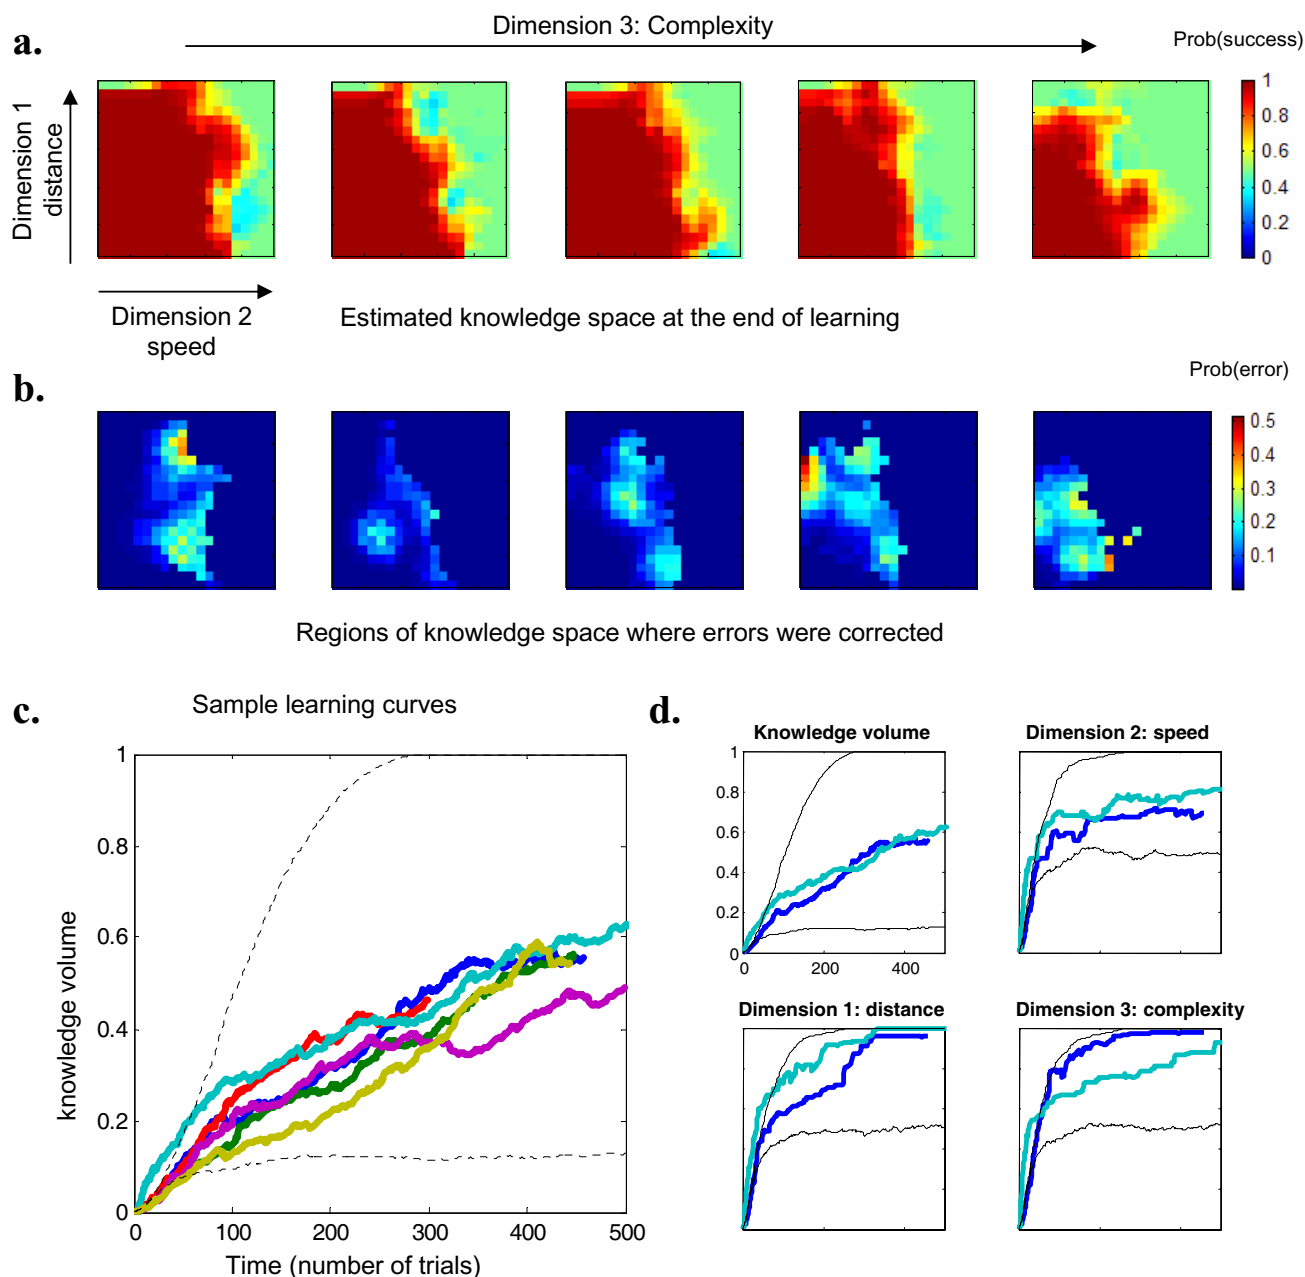 a.
Dimension 3: Complexity
Prob(success)
Dimension 1
distance
1
0.8
0.6
0.4
0.2
0
Dimension 2
speed
Estimated knowledge space at the end of learning
Prob(error)
b.
0.5
0.4
0.3
0.2
0.1
Regions of knowledge space where errors were corrected
c.
Sample learning curves
knowledge volume
1
0.8
0.6
0.4
0.2
0
0 100 200 300 400 500
Time (number of trials)
d.
Knowledge volume
1
0.8
0.6
0.4
0.2
0
0 200 400
Dimension 2: speed
Dimension 1: distance
Dimension 3: complexity